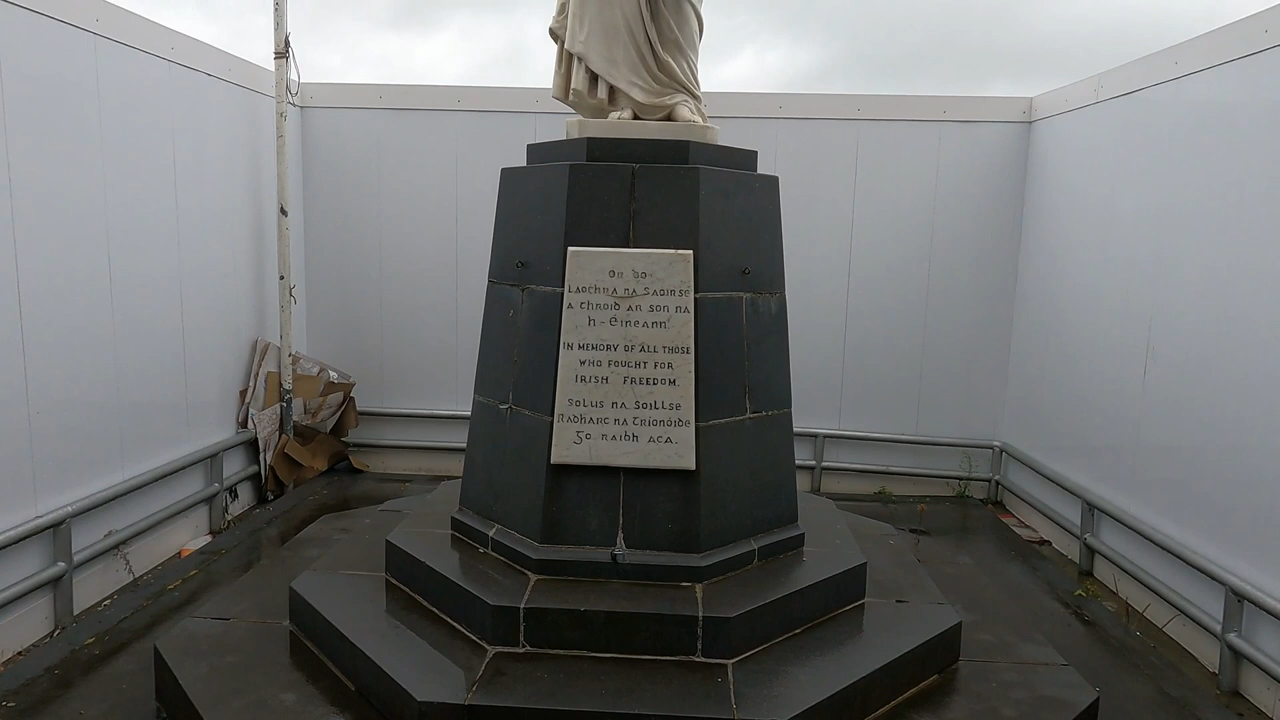 Or do
Laochra na Saoirse
a throid ar son na
h-Éireann.
IN MEMORY OF ALL THOSE
WHO FOUGHT FOR
IRISH FREEDOM.
Solus na Soillse
Radharc na Trionóide
go raibh aca.